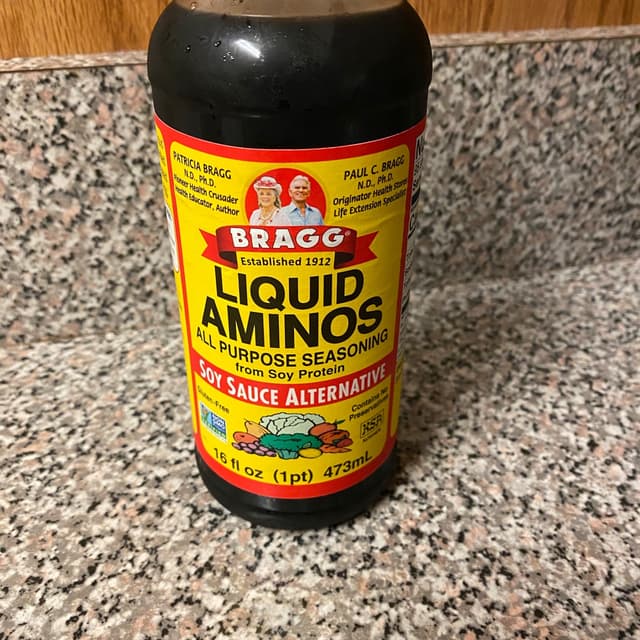 PATRICIA BRAGG
N.D., Ph.D.
Health Crusader
Health Educator, Author
PAUL C. BRAGG
N.D., Ph.D.
Originator Health Stores
Life Extension Specialist
BRAGG®
Established 1912
LIQUID
AMINOS
ALL PURPOSE SEASONING
from Soy Protein
SOY SAUCE ALTERNATIVE
Gluten-Free
Contains No
Preservatives
KSA
16 fl oz (1pt) 473mL